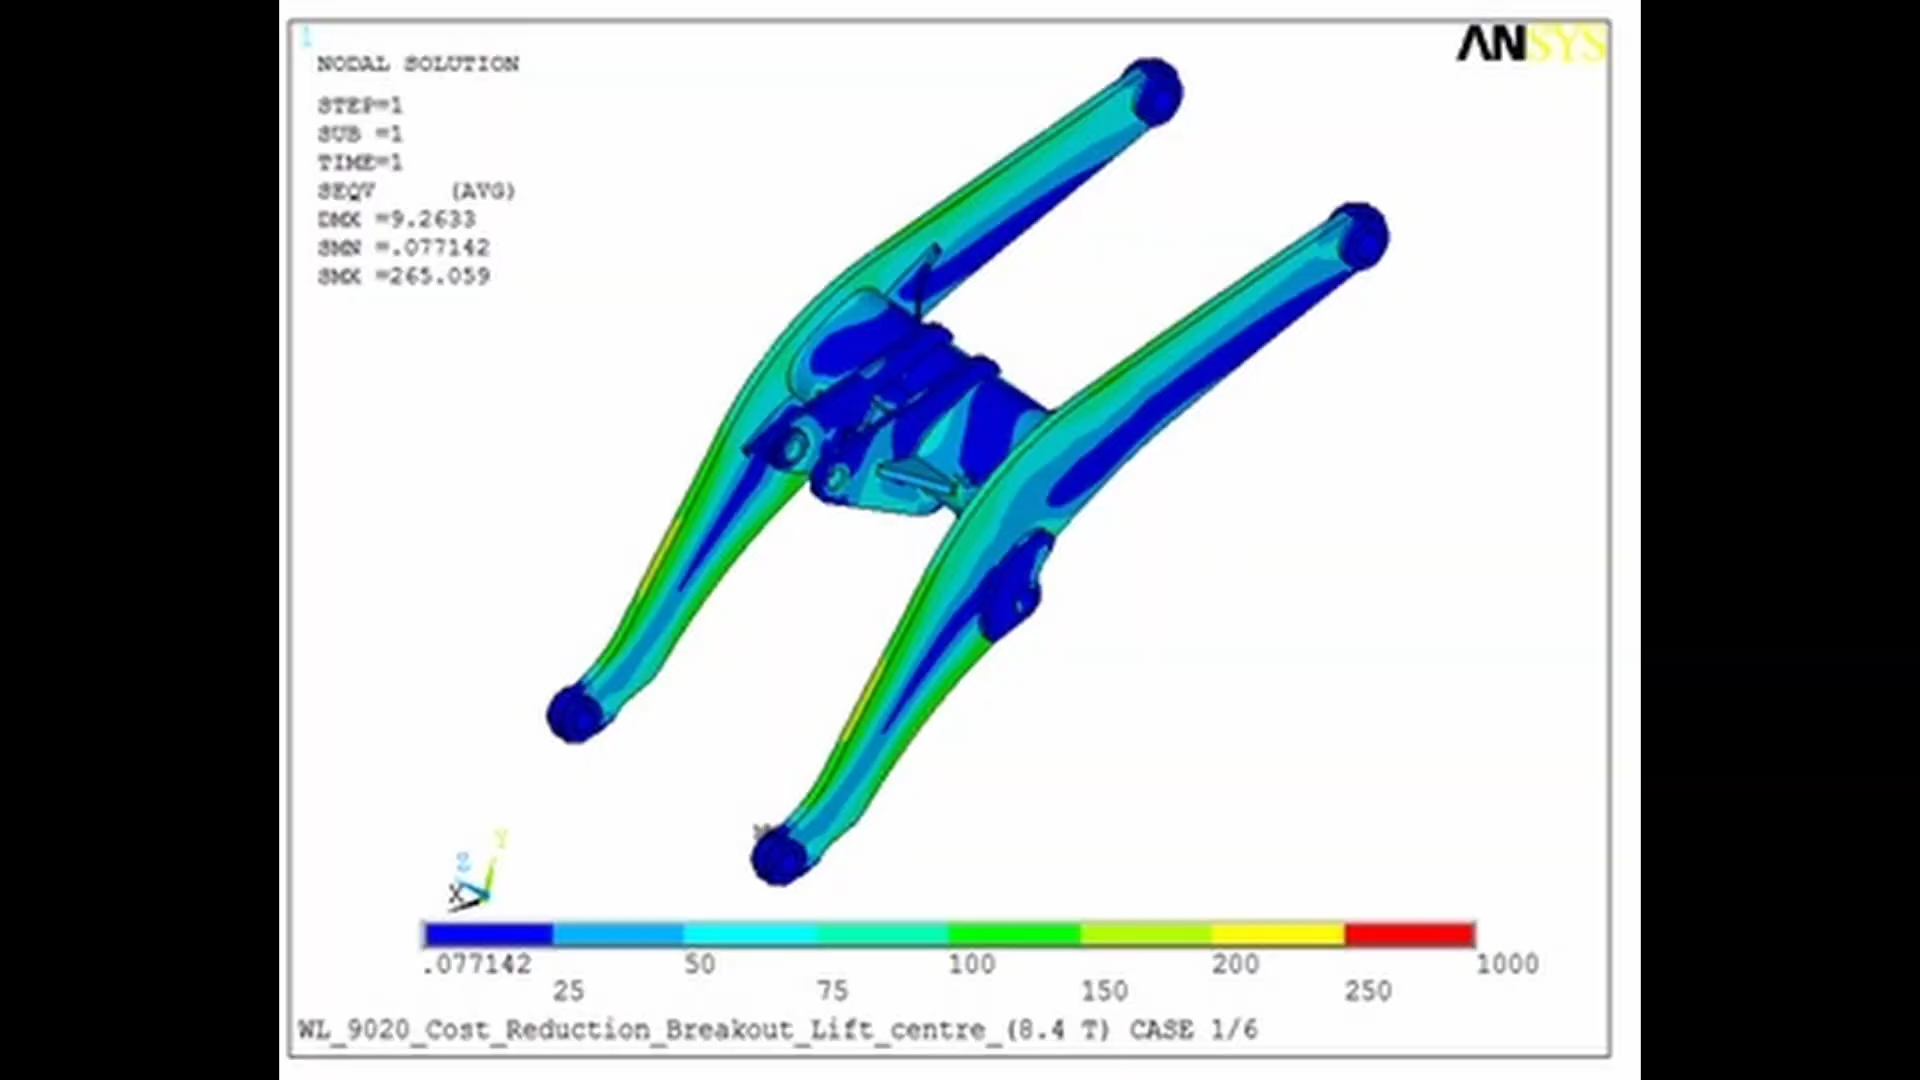 1
ANSYS
NODAL SOLUTION
STEP=1
SUB =1
TIME=1
SEQV (AVG)
DMX =9.2633
SMN =.077142
SMX =265.059
Y
Z
X
.077142 50 100 200 1000
25 75 150 250
WL_9020_Cost_Reduction_Breakout_Lift_centre_(8.4 T) CASE 1/6